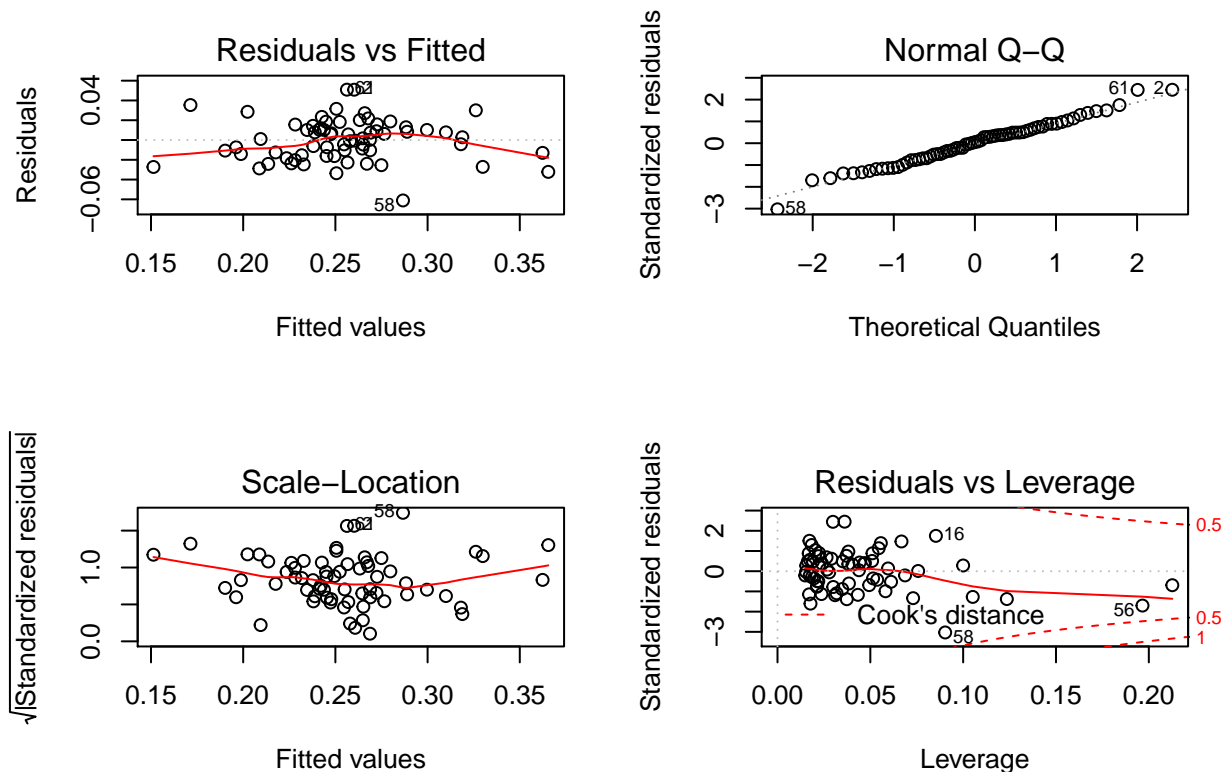 Residuals vs Fitted
Residuals
0.04
-0.06
61
58
0.15 0.20 0.25 0.30 0.35
Fitted values
Normal Q−Q
Standardized residuals
2
0
−3
61
2
58
−2 −1 0 1 2
Theoretical Quantiles
Scale−Location
√|Standardized residuals|
1.0
0.0
58
0.15 0.20 0.25 0.30 0.35
Fitted values
Residuals vs Leverage
Standardized residuals
2
0
−3
0.5
0.5
1
16
56
58
Cook's distance
0.00 0.05 0.10 0.15 0.20
Leverage